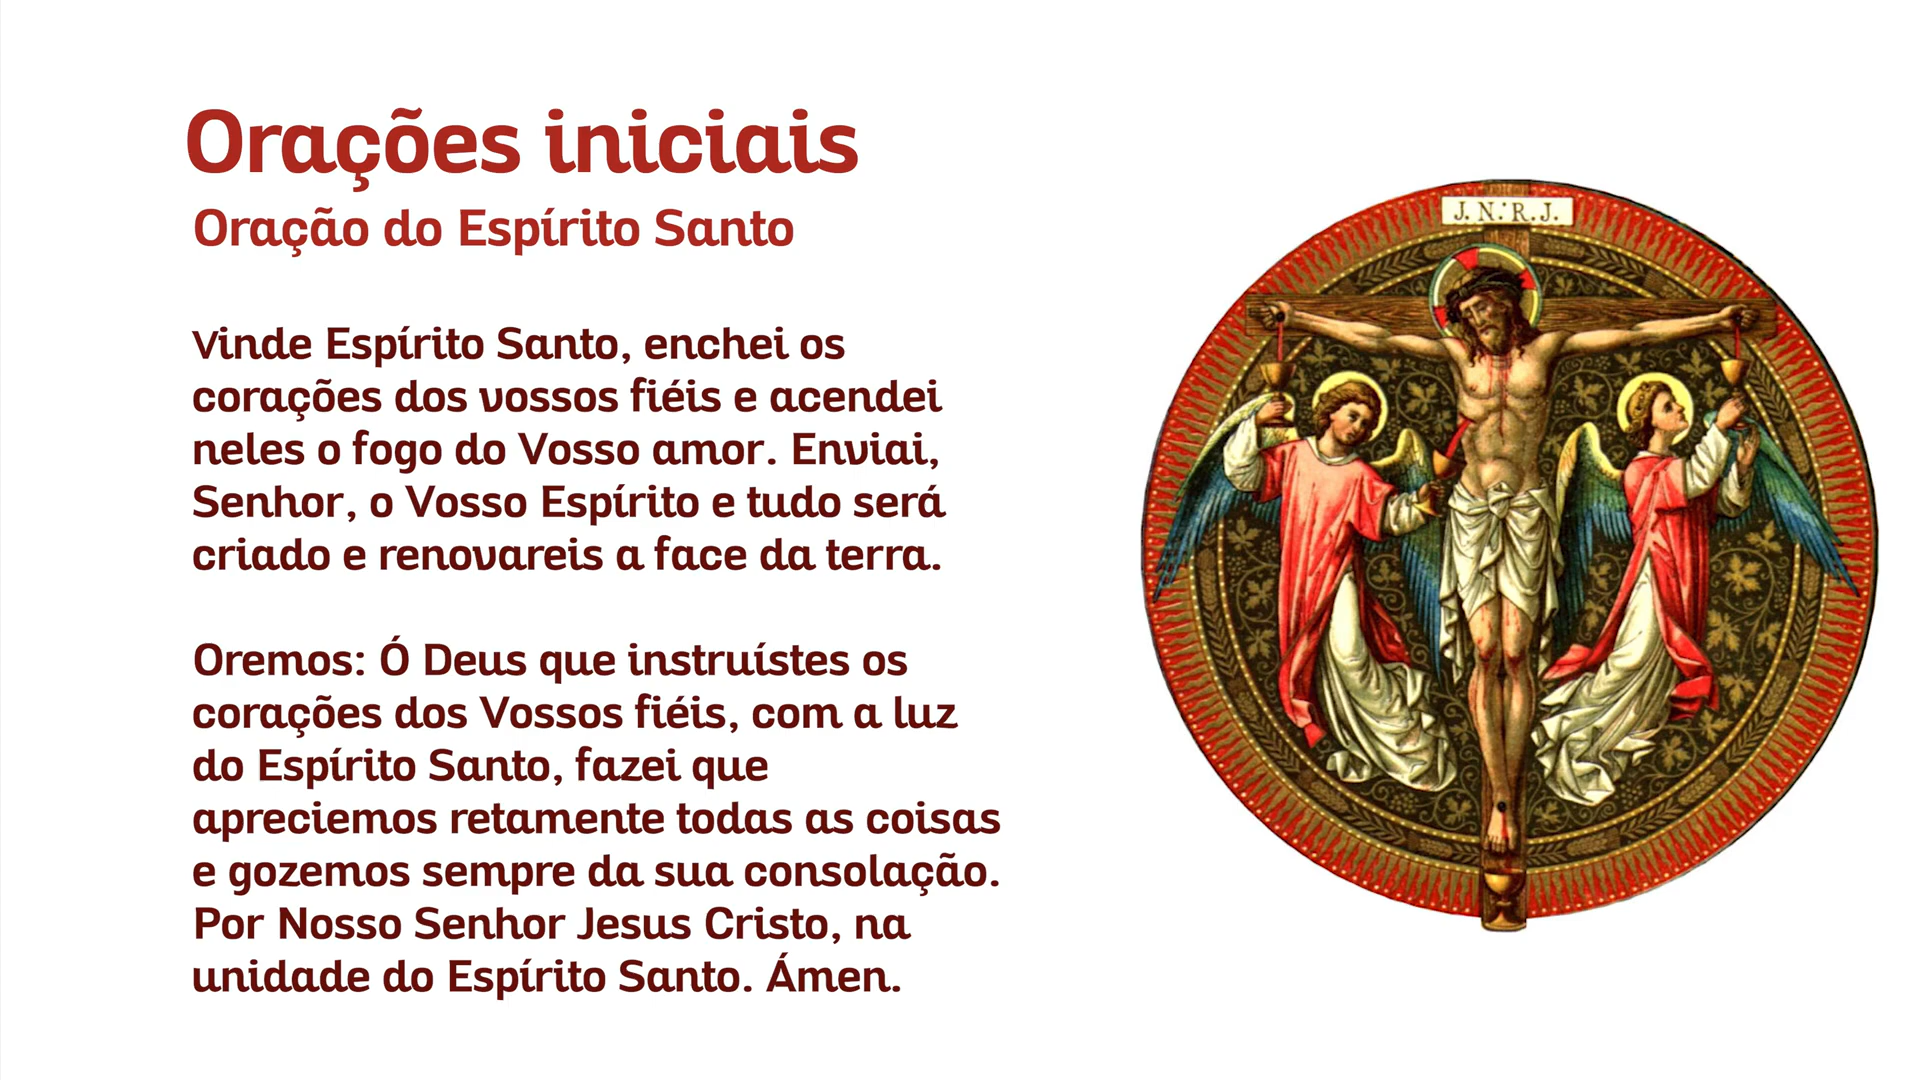 Orações iniciais
Oração do Espírito Santo
Vinde Espírito Santo, enchei os
corações dos vossos fiéis e acendei
neles o fogo do Vosso amor. Enviai,
Senhor, o Vosso Espírito e tudo será
criado e renovareis a face da terra.
Oremos: Ó Deus que instruístes os
corações dos Vossos fiéis, com a luz
do Espírito Santo, fazei que
apreciemos retamente todas as coisas
e gozemos sempre da sua consolação.
Por Nosso Senhor Jesus Cristo, na
unidade do Espírito Santo. Ámen.
J. N. R. J.